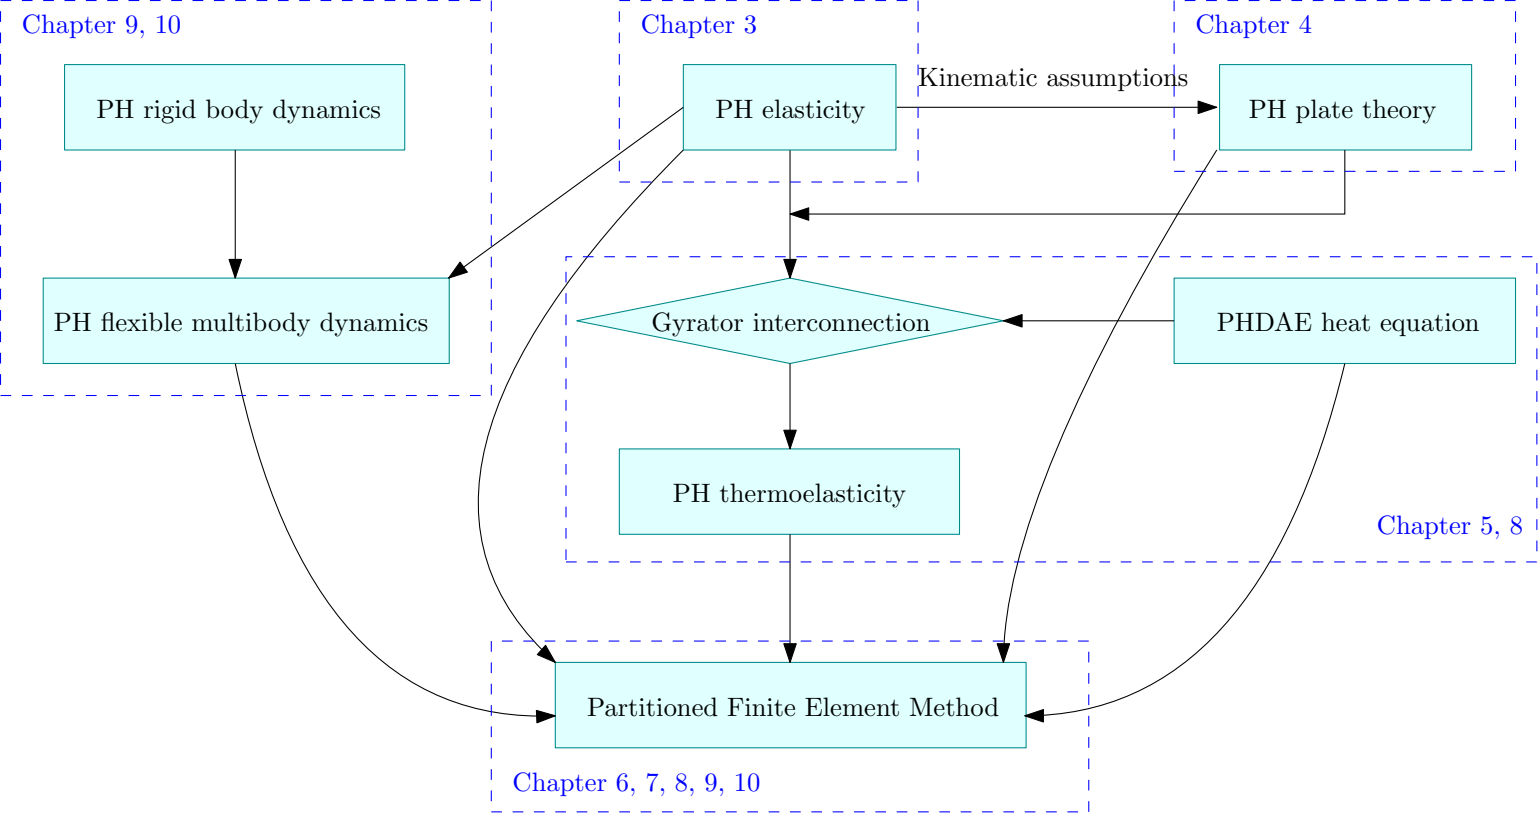 Chapter 9, 10
Chapter 3
Chapter 4
PH rigid body dynamics
PH elasticity
Kinematic assumptions
PH plate theory
PH flexible multibody dynamics
Gyrator interconnection
PHDAE heat equation
PH thermoelasticity
Chapter 5, 8
Partitioned Finite Element Method
Chapter 6, 7, 8, 9, 10